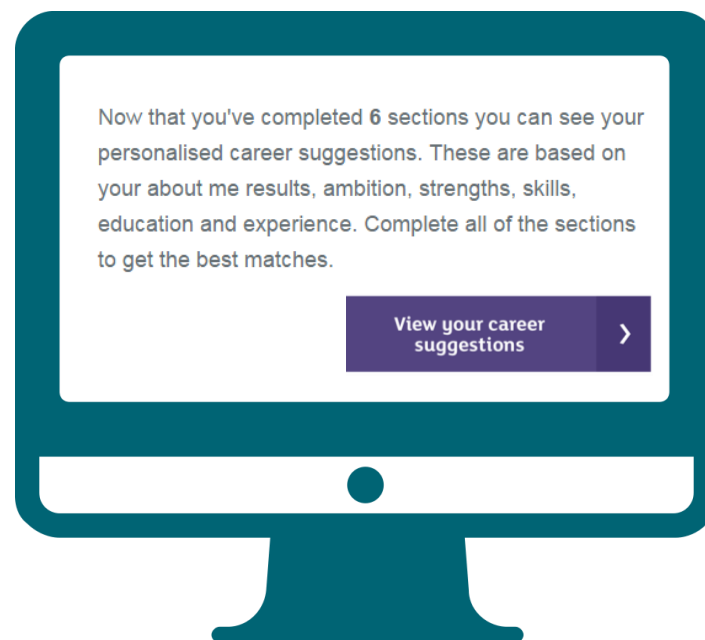 Now that you've completed 6 sections you can see your
personalised career suggestions. These are based on
your about me results, ambition, strengths, skills,
education and experience. Complete all of the sections
to get the best matches.
View your career
suggestions